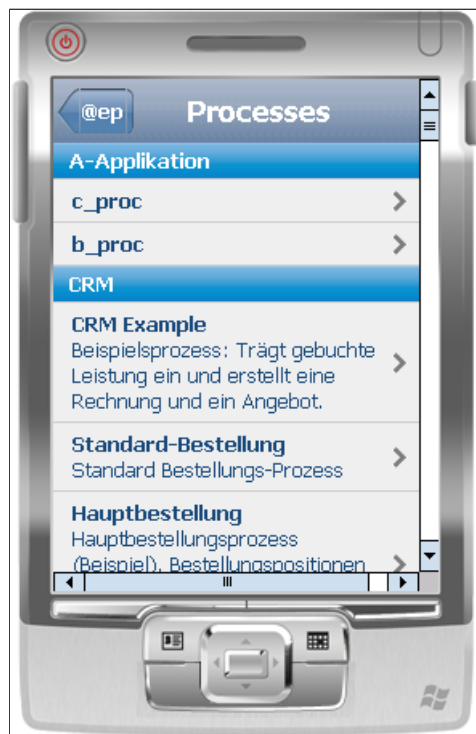 @ep Processes
A-Applikation
c_proc
b_proc
CRM
CRM Example
Beispielsprozess: Trägt gebuchte
Leistung ein und erstellt eine
Rechnung und ein Angebot.
Standard-Bestellung
Standard Bestellungs-Prozess
Hauptbestellung
Hauptbestellungsprozess
(Beispiel). Bestellungspositionen